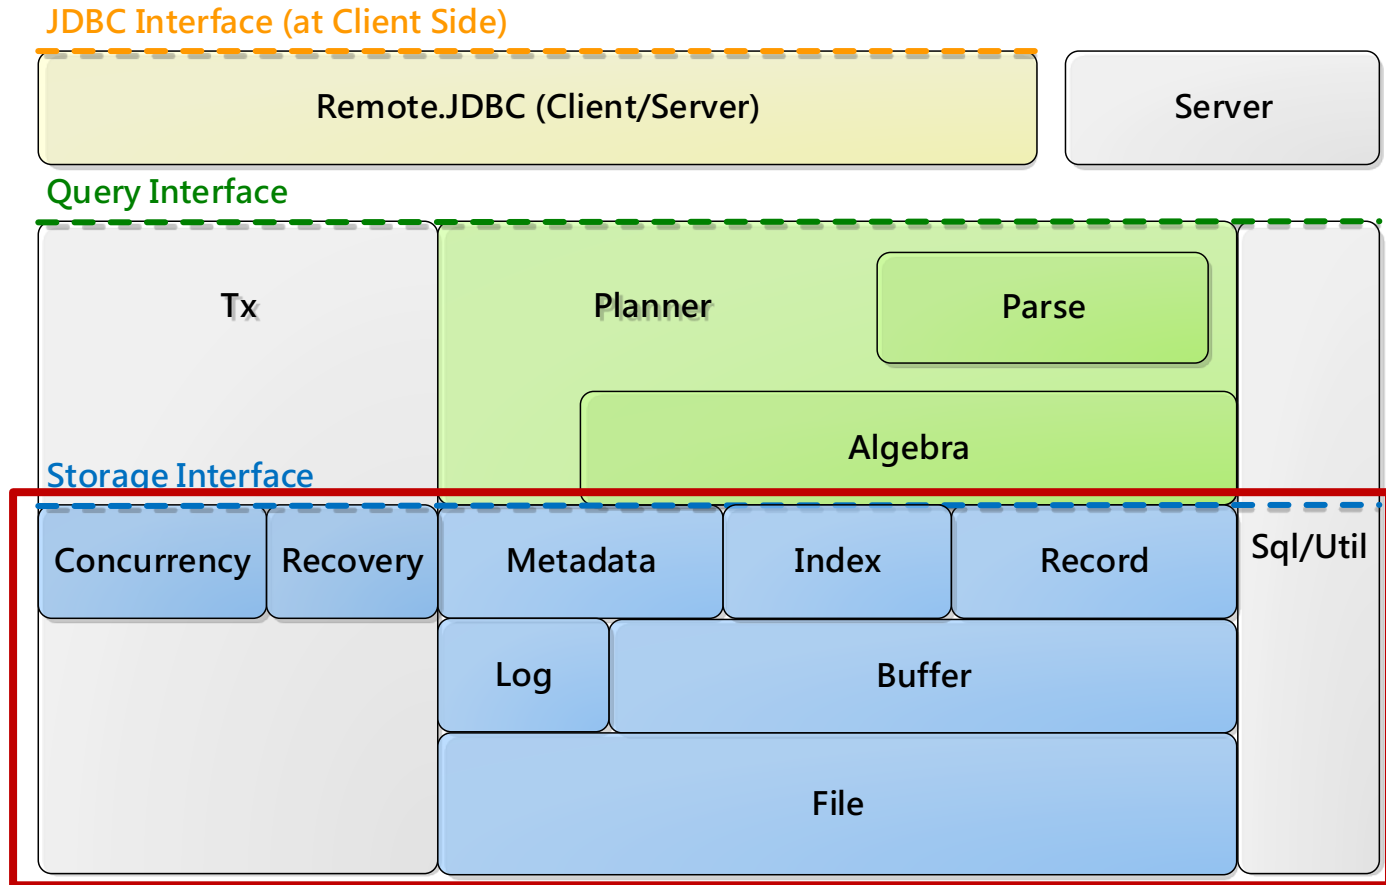 JDBC Interface (at Client Side)
Remote.JDBC (Client/Server)
Server
Query Interface
Tx
Planner
Parse
Algebra
Storage Interface
Concurrency
Recovery
Metadata
Index
Record
Sql/Util
Log
Buffer
File